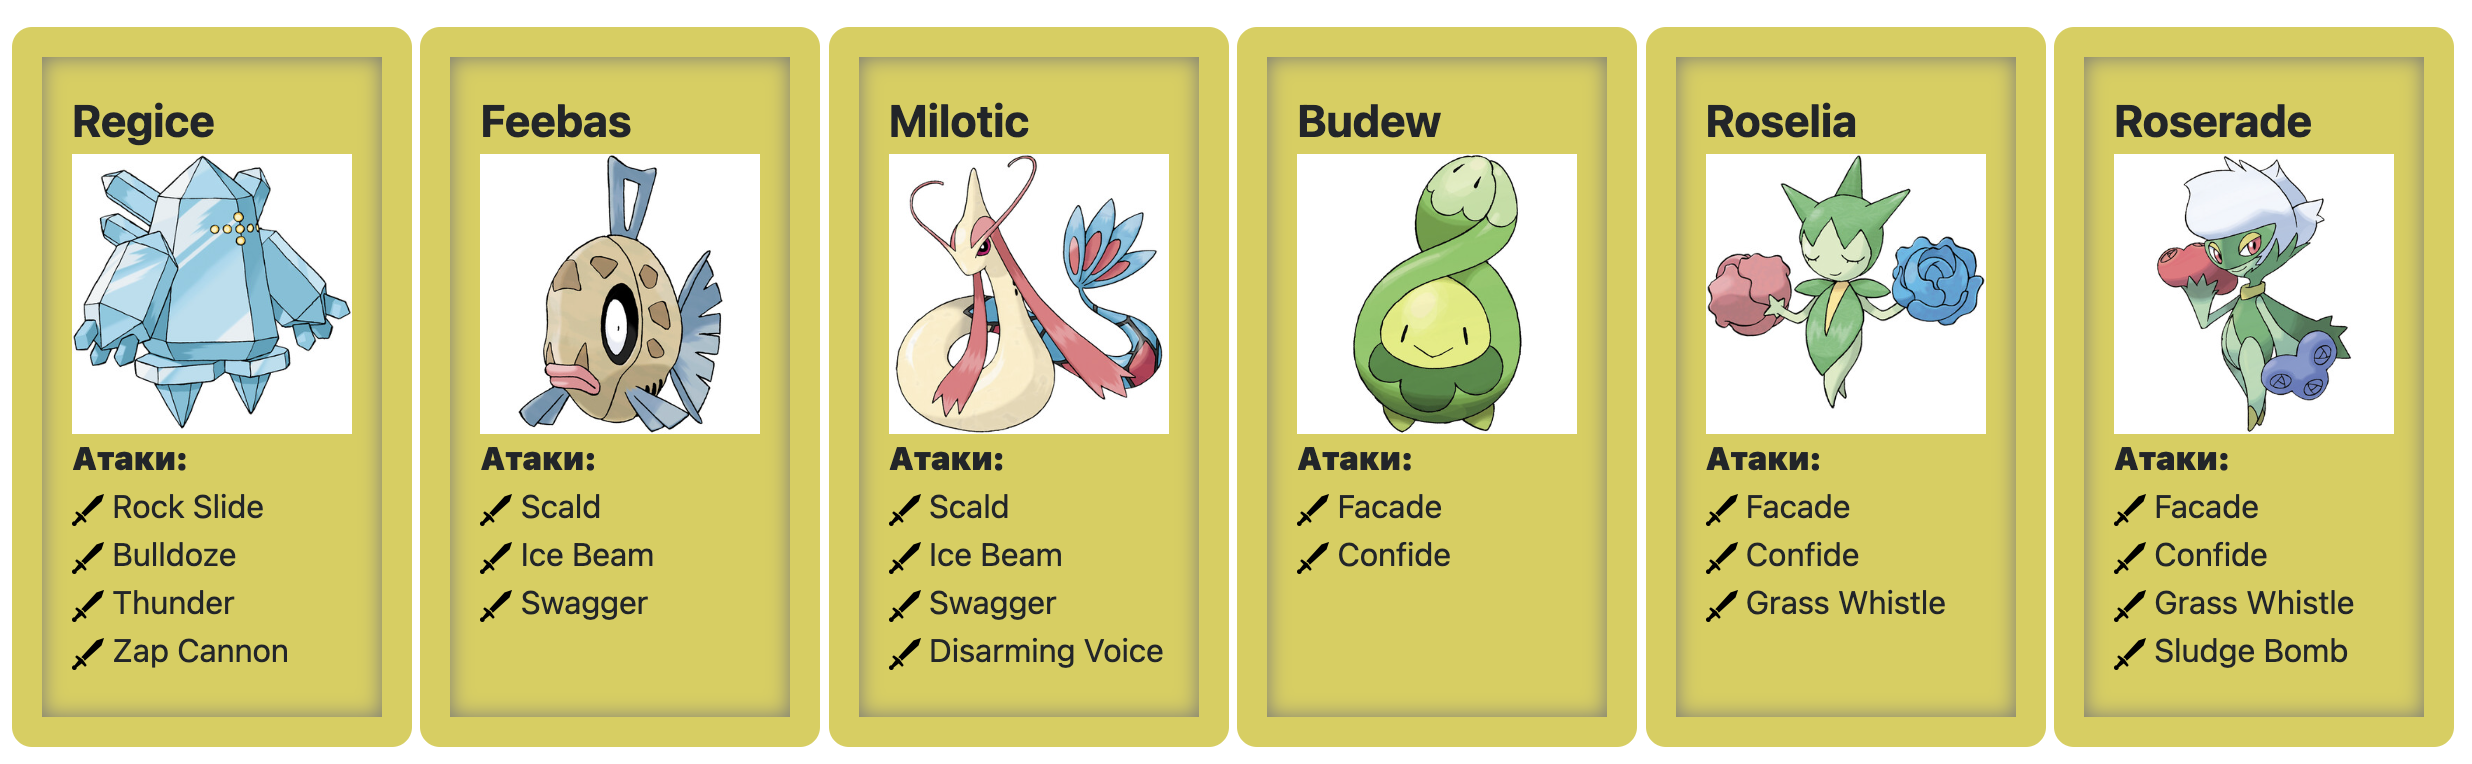 Regice
Атаки:
Rock Slide
Bulldoze
Thunder
Zap Cannon
Feebas
Атаки:
Scald
Ice Beam
Swagger
Milotic
Атаки:
Scald
Ice Beam
Swagger
Disarming Voice
Budew
Атаки:
Facade
Confide
Roselia
Атаки:
Facade
Confide
Grass Whistle
Roserade
Атаки:
Facade
Confide
Grass Whistle
Sludge Bomb